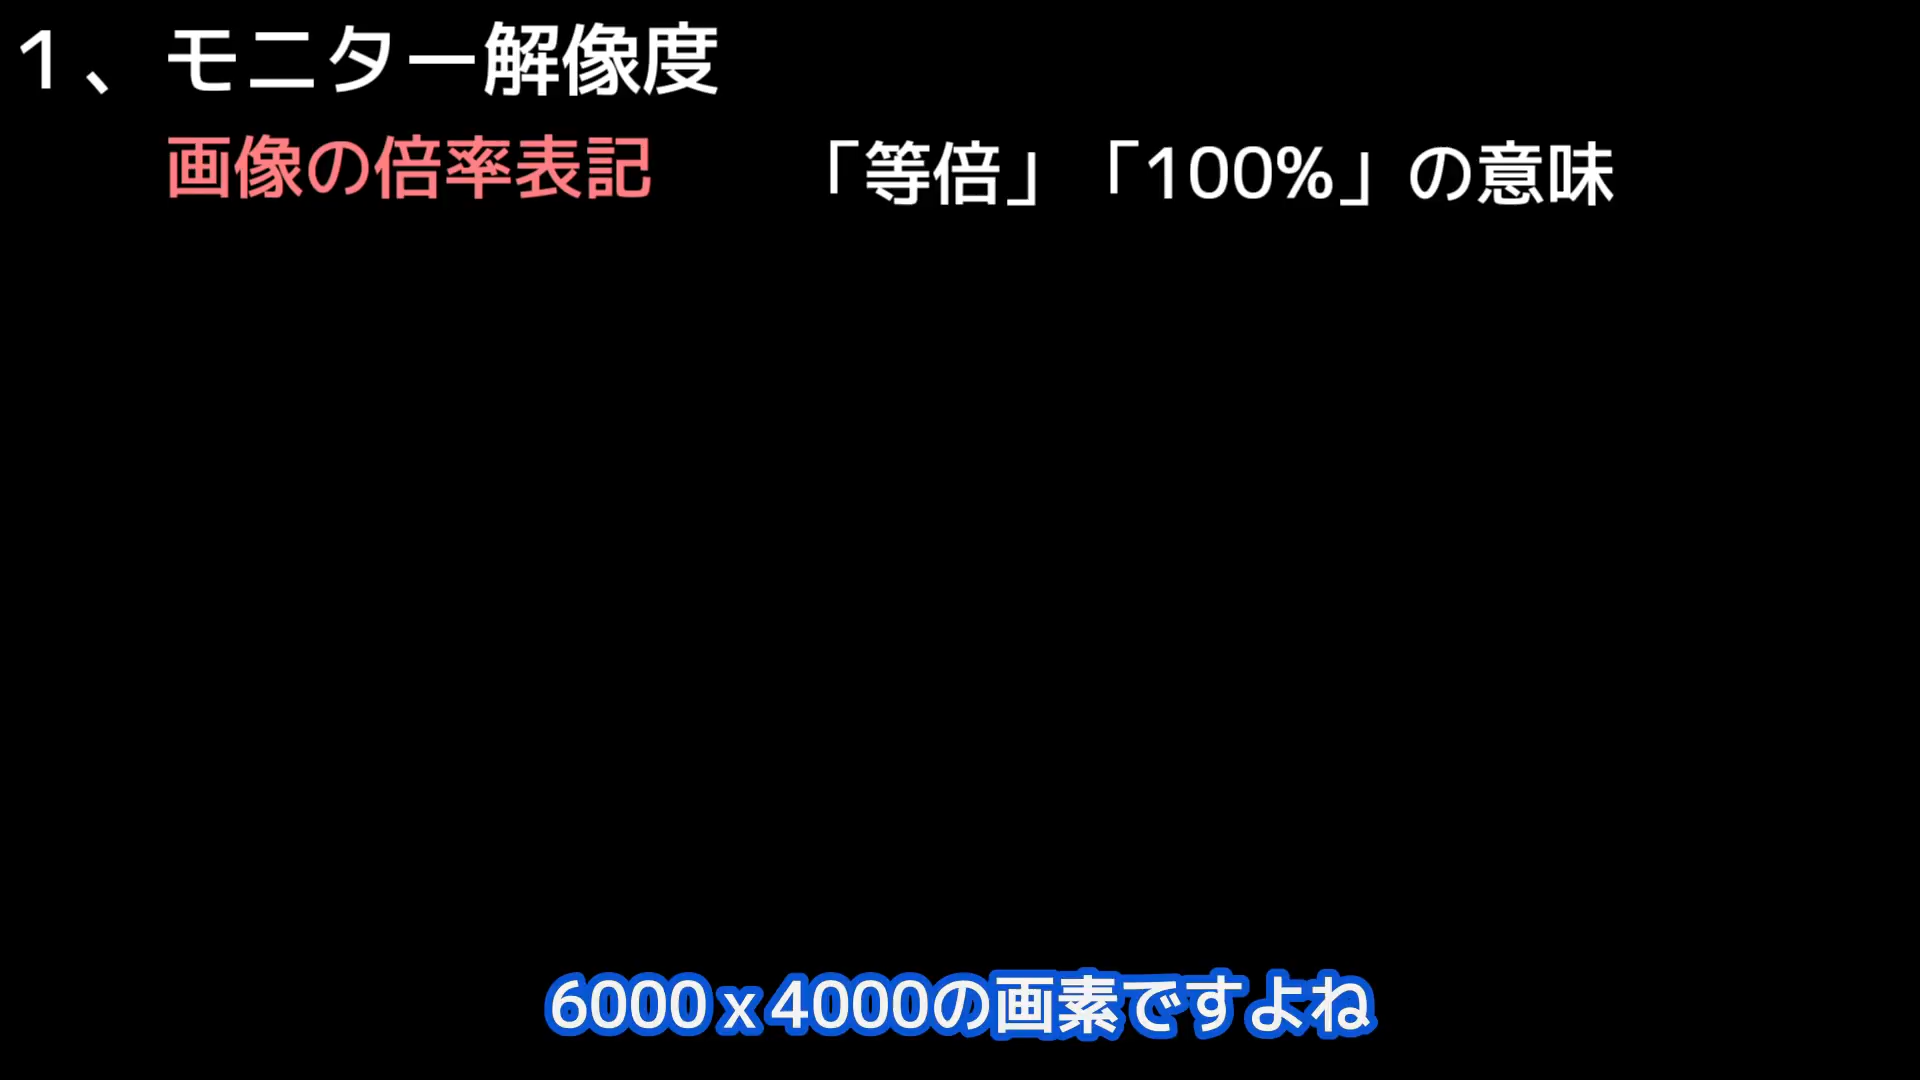 １、モニター解像度
画像の倍率表記 「等倍」「100%」の意味
6000 x 4000の画素ですよね